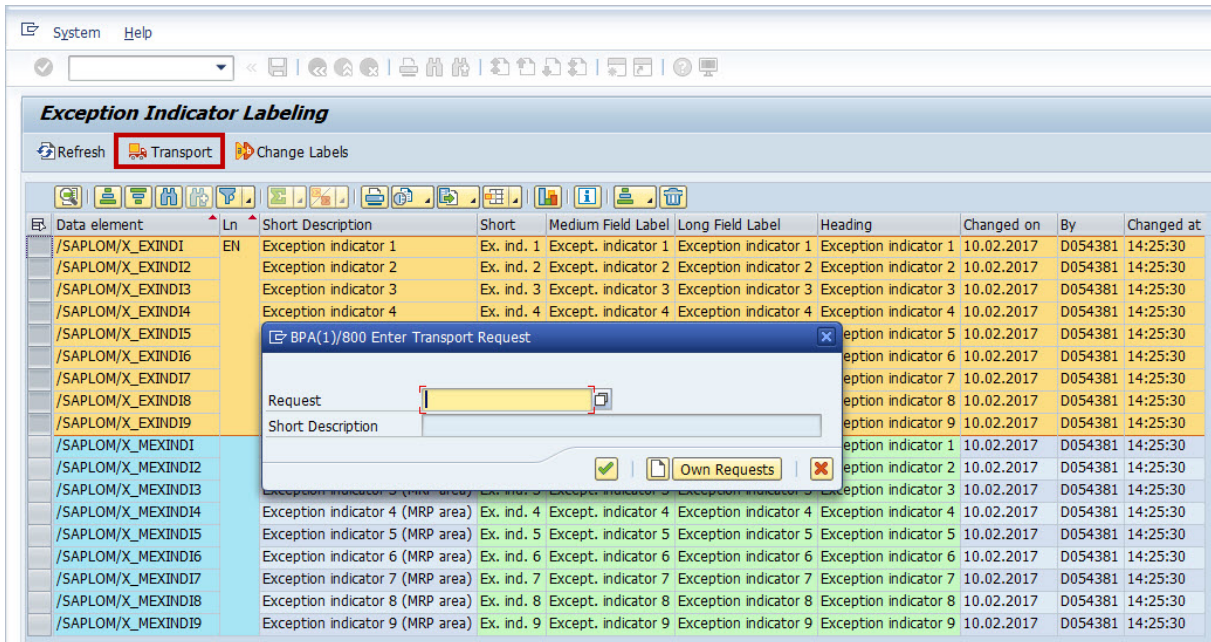 System Help
Exception Indicator Labeling
Refresh Transport Change Labels
Data element Ln Short Description Short Medium Field Label Long Field Label Heading Changed on By Changed at
/SAPLOM/X_EXINDI EN Exception indicator 1 Ex. ind. 1 Except. indicator 1 Exception indicator 1 Exception indicator 1 10.02.2017 D054381 14:25:30
/SAPLOM/X_EXINDI2 Exception indicator 2 Ex. ind. 2 Except. indicator 2 Exception indicator 2 Exception indicator 2 10.02.2017 D054381 14:25:30
/SAPLOM/X_EXINDI3 Exception indicator 3 Ex. ind. 3 Except. indicator 3 Exception indicator 3 Exception indicator 3 10.02.2017 D054381 14:25:30
/SAPLOM/X_EXINDI4 Exception indicator 4 Ex. ind. 4 Except. indicator 4 Exception indicator 4 Exception indicator 4 10.02.2017 D054381 14:25:30
/SAPLOM/X_EXINDI5 eption indicator 5 10.02.2017 D054381 14:25:30
/SAPLOM/X_EXINDI6 eption indicator 6 10.02.2017 D054381 14:25:30
/SAPLOM/X_EXINDI7 eption indicator 7 10.02.2017 D054381 14:25:30
/SAPLOM/X_EXINDI8 eption indicator 8 10.02.2017 D054381 14:25:30
/SAPLOM/X_EXINDI9 eption indicator 9 10.02.2017 D054381 14:25:30
/SAPLOM/X_MEXINDI eption indicator 1 10.02.2017 D054381 14:25:30
/SAPLOM/X_MEXINDI2 eption indicator 2 10.02.2017 D054381 14:25:30
/SAPLOM/X_MEXINDI3 eption indicator 3 10.02.2017 D054381 14:25:30
/SAPLOM/X_MEXINDI4 Exception indicator 4 (MRP area) Ex. ind. 4 Except. indicator 4 Exception indicator 4 Exception indicator 4 10.02.2017 D054381 14:25:30
/SAPLOM/X_MEXINDI5 Exception indicator 5 (MRP area) Ex. ind. 5 Except. indicator 5 Exception indicator 5 Exception indicator 5 10.02.2017 D054381 14:25:30
/SAPLOM/X_MEXINDI6 Exception indicator 6 (MRP area) Ex. ind. 6 Except. indicator 6 Exception indicator 6 Exception indicator 6 10.02.2017 D054381 14:25:30
/SAPLOM/X_MEXINDI7 Exception indicator 7 (MRP area) Ex. ind. 7 Except. indicator 7 Exception indicator 7 Exception indicator 7 10.02.2017 D054381 14:25:30
/SAPLOM/X_MEXINDI8 Exception indicator 8 (MRP area) Ex. ind. 8 Except. indicator 8 Exception indicator 8 Exception indicator 8 10.02.2017 D054381 14:25:30
/SAPLOM/X_MEXINDI9 Exception indicator 9 (MRP area) Ex. ind. 9 Except. indicator 9 Exception indicator 9 Exception indicator 9 10.02.2017 D054381 14:25:30
BPA(1)/800 Enter Transport Request
Request
Short Description
Own Requests